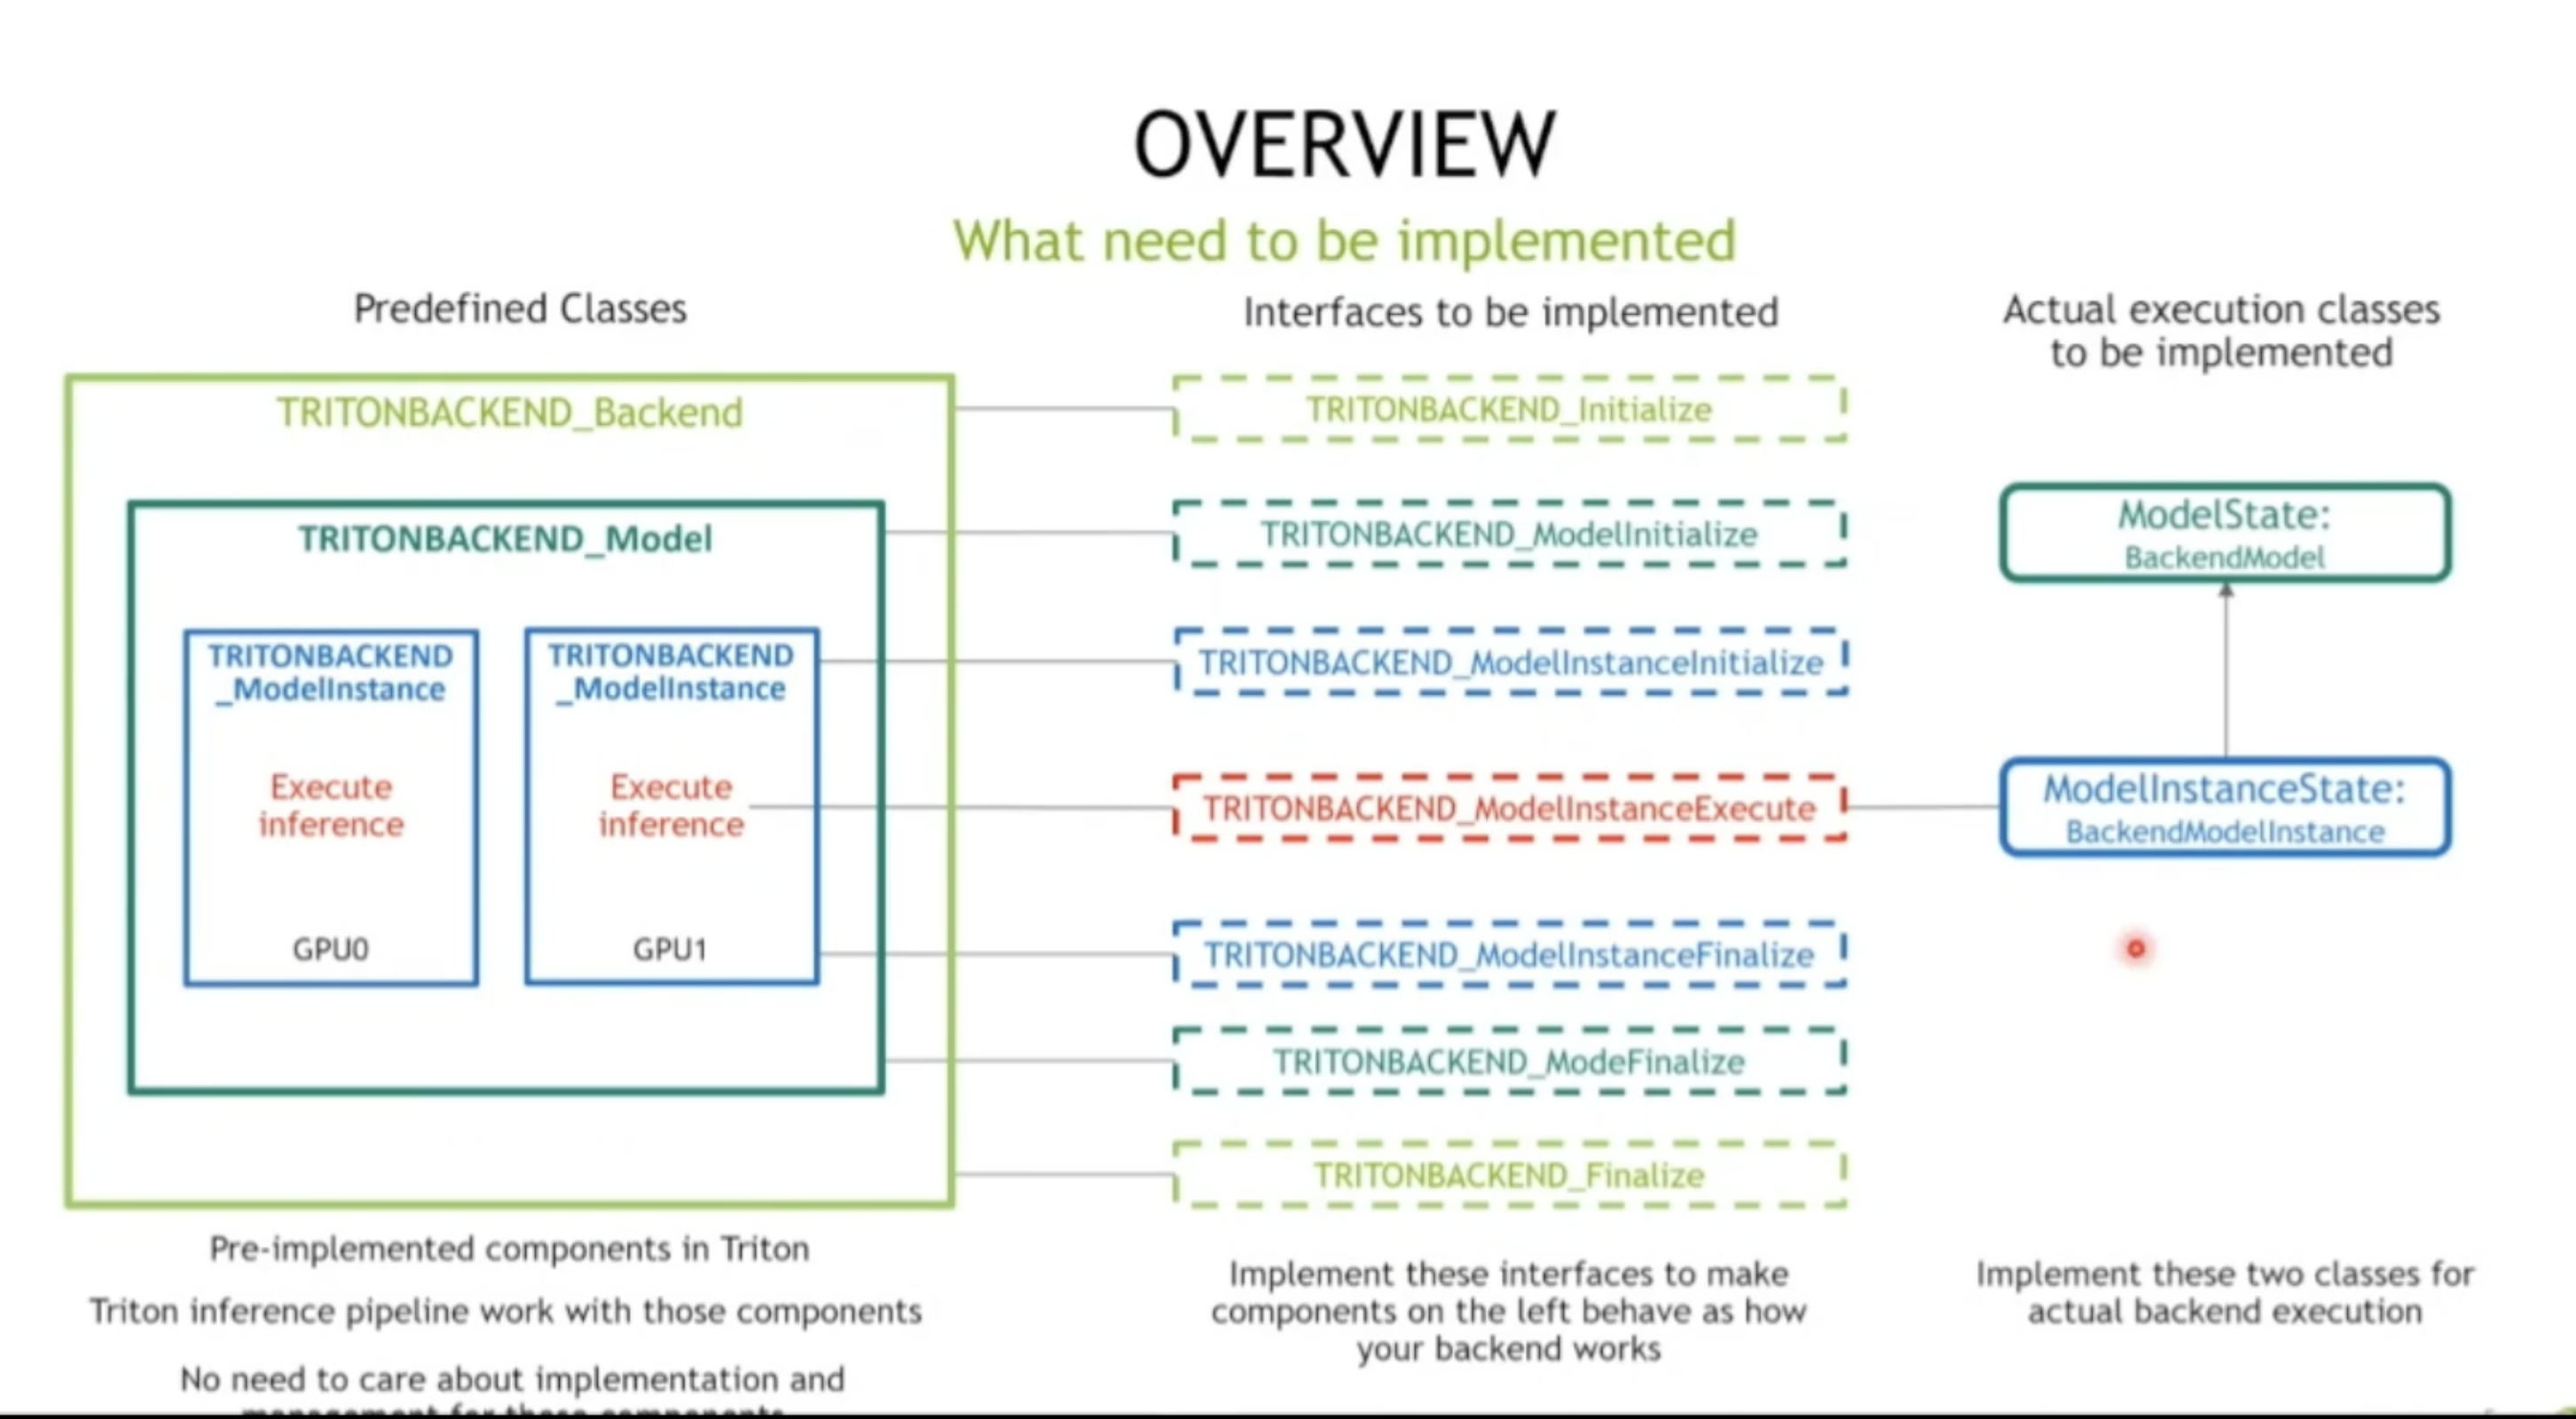 OVERVIEW
What need to be implemented
Predefined Classes
TRITONBACKEND_Backend
TRITONBACKEND_Model
TRITONBACKEND
_ModelInstance
Execute
inference
GPU0
TRITONBACKEND
_ModelInstance
Execute
inference
GPU1
Pre-implemented components in Triton
Triton inference pipeline work with those components
No need to care about implementation and
management for those components
Interfaces to be implemented
TRITONBACKEND_Initialize
TRITONBACKEND_ModelInitialize
TRITONBACKEND_ModelInstanceInitialize
TRITONBACKEND_ModelInstanceExecute
TRITONBACKEND_ModelInstanceFinalize
TRITONBACKEND_ModeFinalize
TRITONBACKEND_Finalize
Implement these interfaces to make
components on the left behave as how
your backend works
Actual execution classes
to be implemented
ModelState:
BackendModel
ModelInstanceState:
BackendModelInstance
Implement these two classes for
actual backend execution